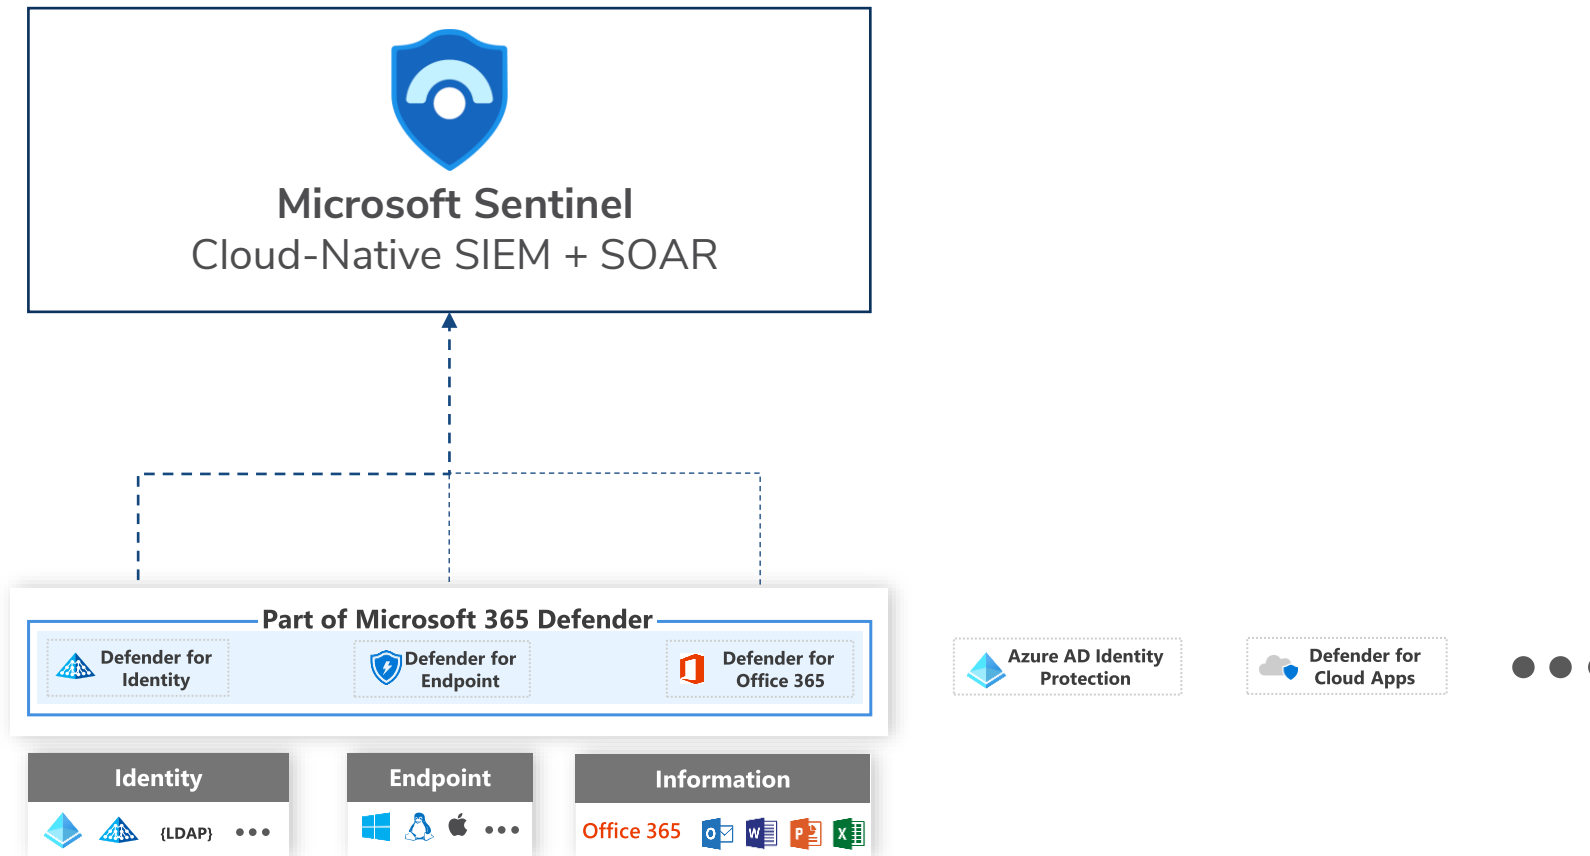 Microsoft Sentinel
Cloud-Native SIEM + SOAR
Part of Microsoft 365 Defender
Defender for
Identity
Defender for
Endpoint
Defender for
Office 365
Azure AD Identity
Protection
Defender for
Cloud Apps
Identity
{LDAP}
Endpoint
Information
Office 365
O
W
P
X